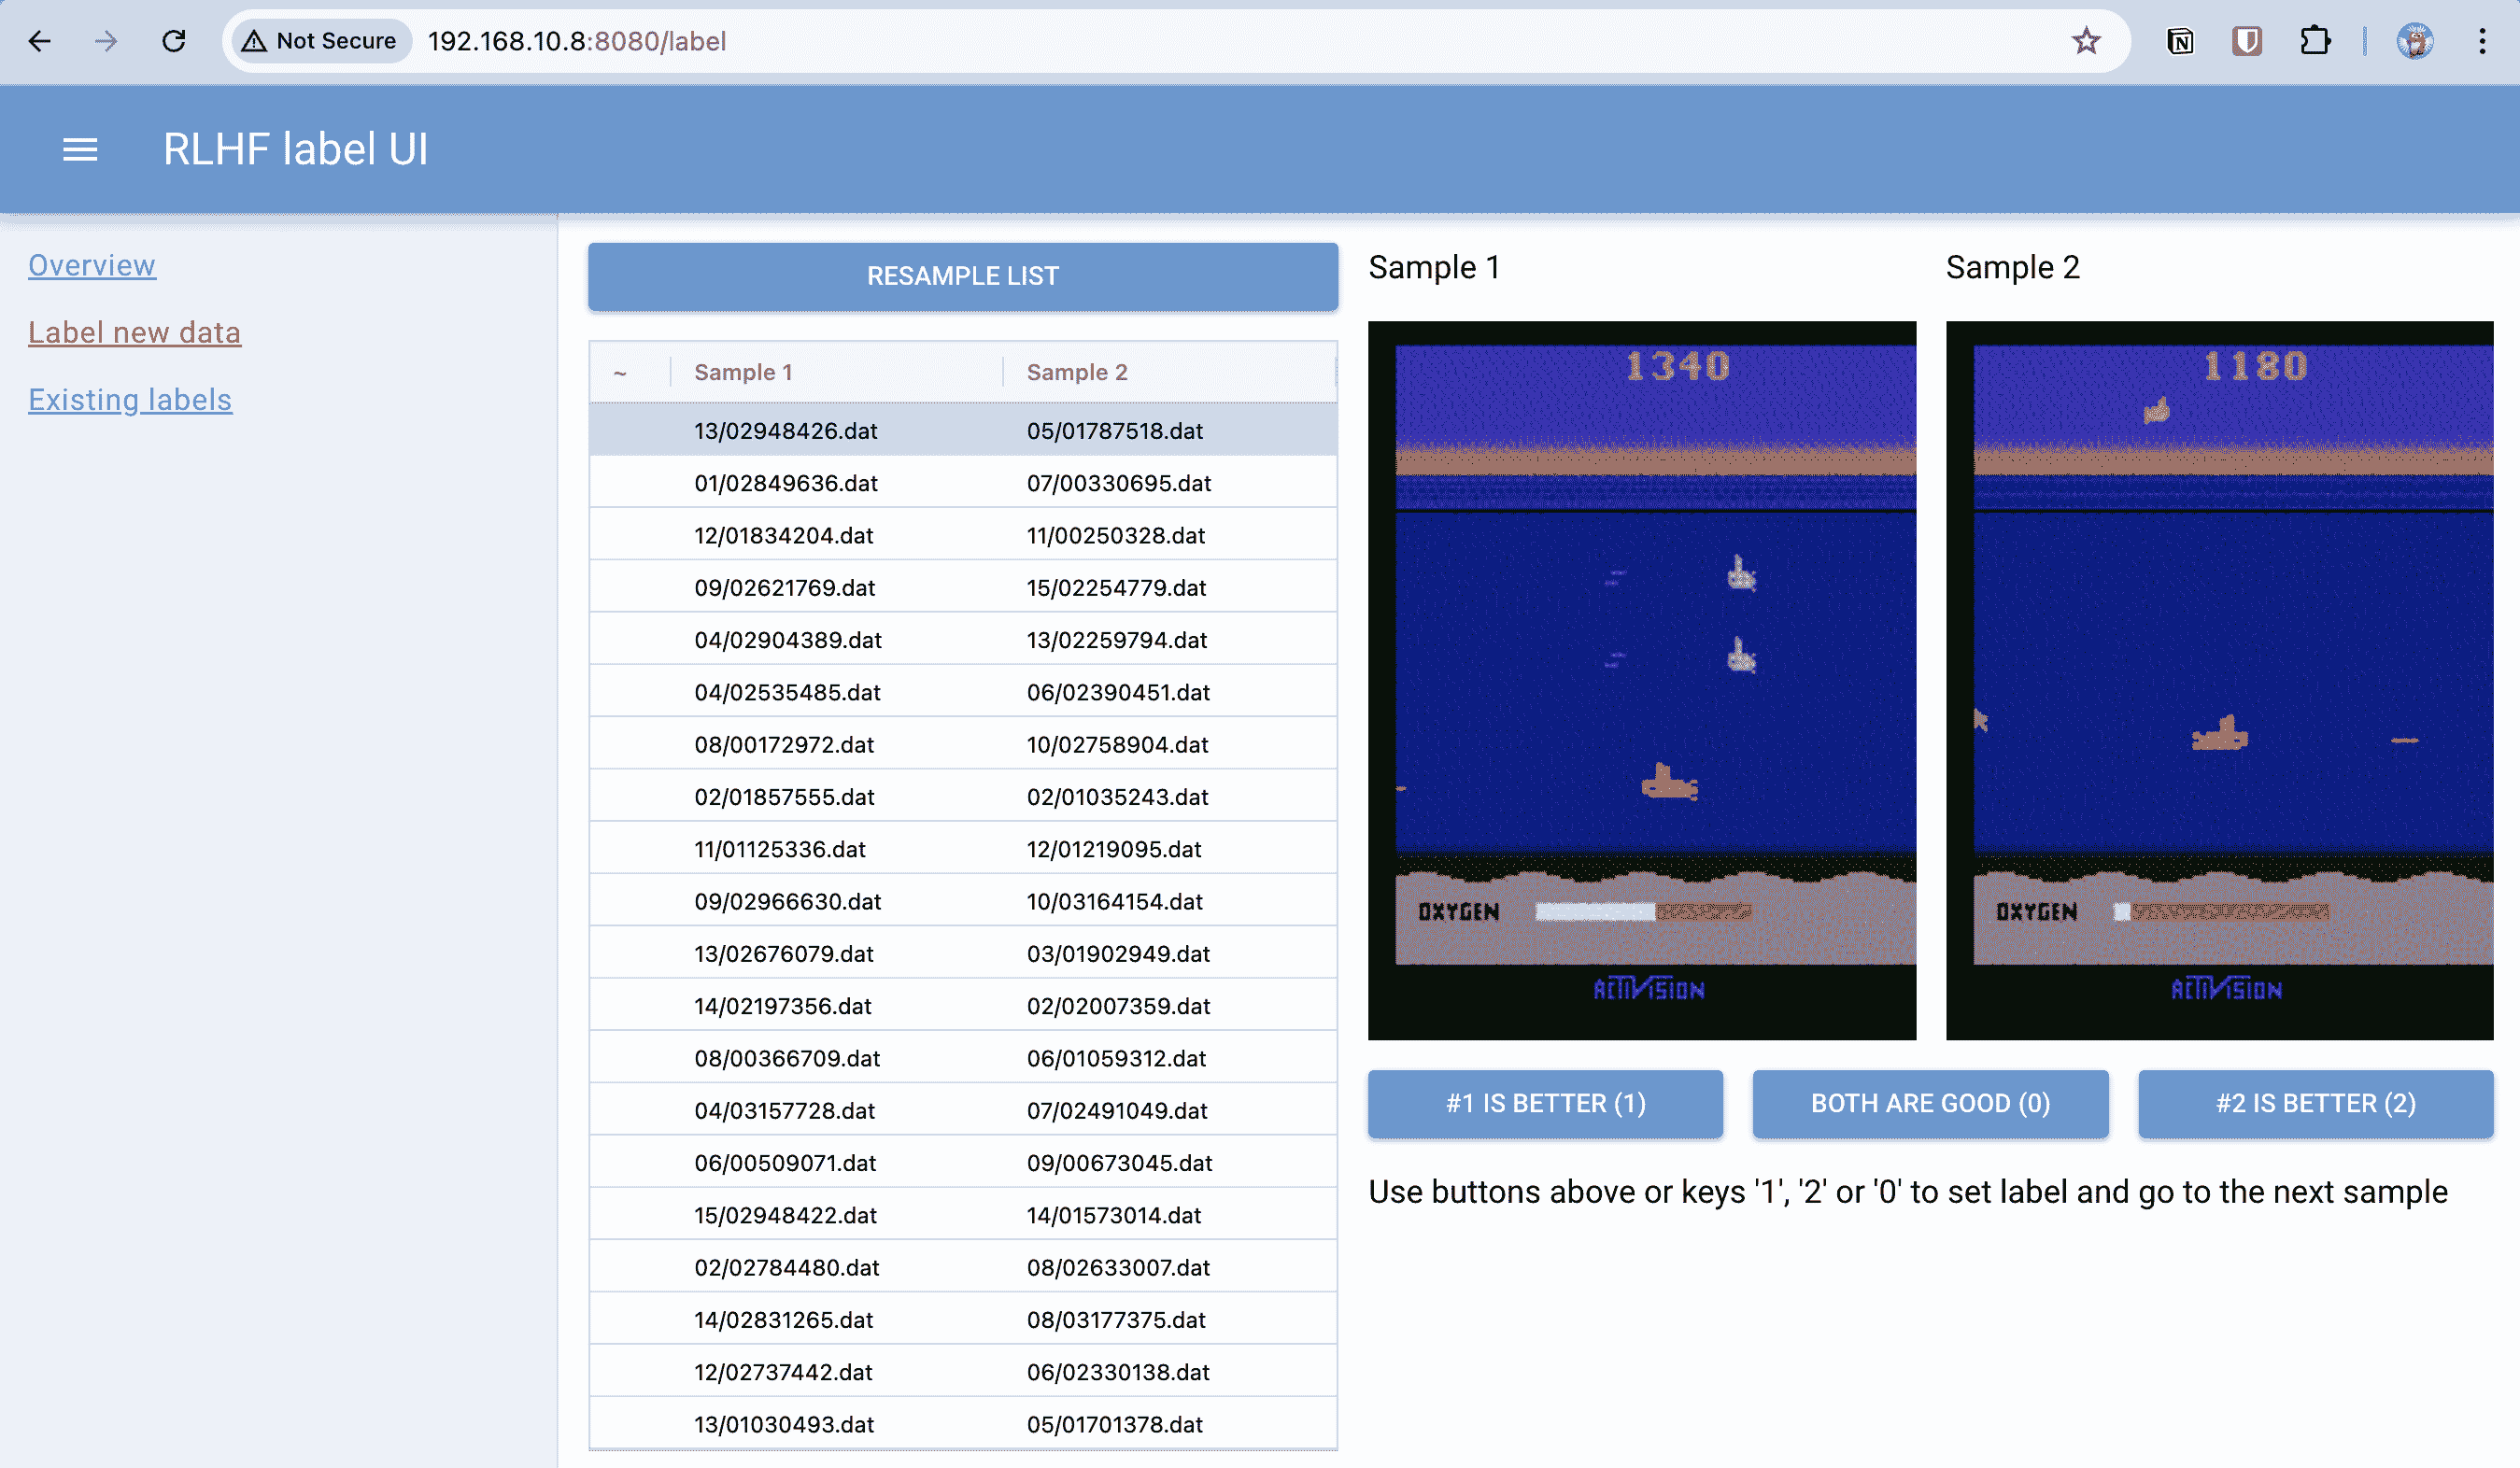 Not Secure 192.168.10.8:8080/label
RLHF label UI
Overview
Label new data
Existing labels
RESAMPLE LIST
~ Sample 1 Sample 2
13/02948426.dat 05/01787518.dat
01/02849636.dat 07/00330695.dat
12/01834204.dat 11/00250328.dat
09/02621769.dat 15/02254779.dat
04/02904389.dat 13/02259794.dat
04/02535485.dat 06/02390451.dat
08/00172972.dat 10/02758904.dat
02/01857555.dat 02/01035243.dat
11/01125336.dat 12/01219095.dat
09/02966630.dat 10/03164154.dat
13/02676079.dat 03/01902949.dat
14/02197356.dat 02/02007359.dat
08/00366709.dat 06/01059312.dat
04/03157728.dat 07/02491049.dat
06/00509071.dat 09/00673045.dat
15/02948422.dat 14/01573014.dat
02/02784480.dat 08/02633007.dat
14/02831265.dat 08/03177375.dat
12/02737442.dat 06/02330138.dat
13/01030493.dat 05/01701378.dat
Sample 1
1340
OXYGEN
ACTIVISION
Sample 2
1180
OXYGEN
ACTIVISION
#1 IS BETTER (1) BOTH ARE GOOD (0) #2 IS BETTER (2)
Use buttons above or keys '1', '2' or '0' to set label and go to the next sample